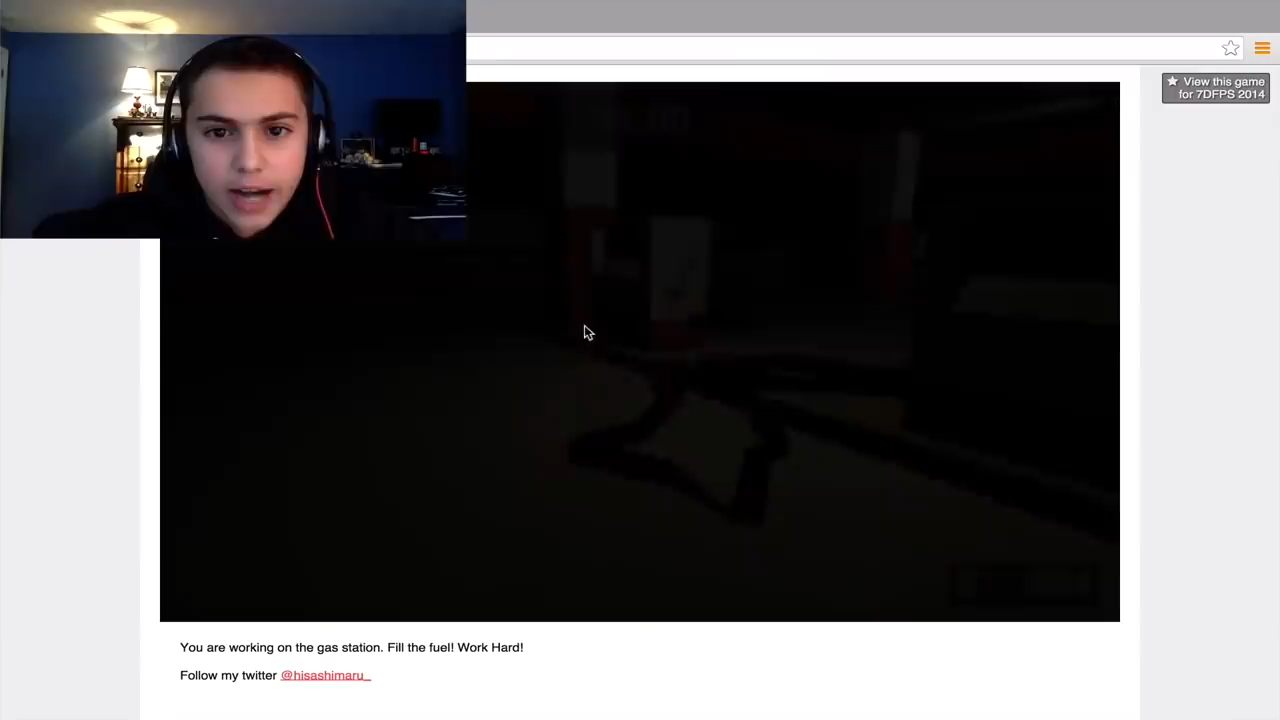 View this game
for 7DFPS 2014
You are working on the gas station. Fill the fuel! Work Hard!
Follow my twitter @hisashimaru_